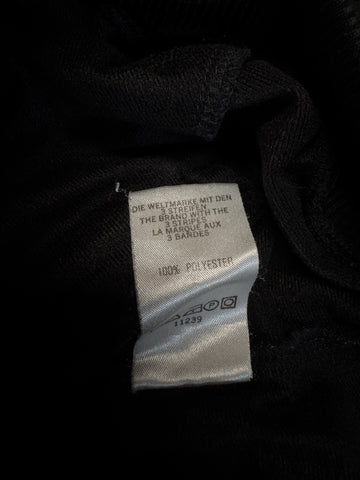 DIE WELTMARKE MIT DEN
3 STREIFEN
THE BRAND WITH THE
3 STRIPES
LA MARQUE AUX
3 BANDES
100% POLYESTER
P
11239